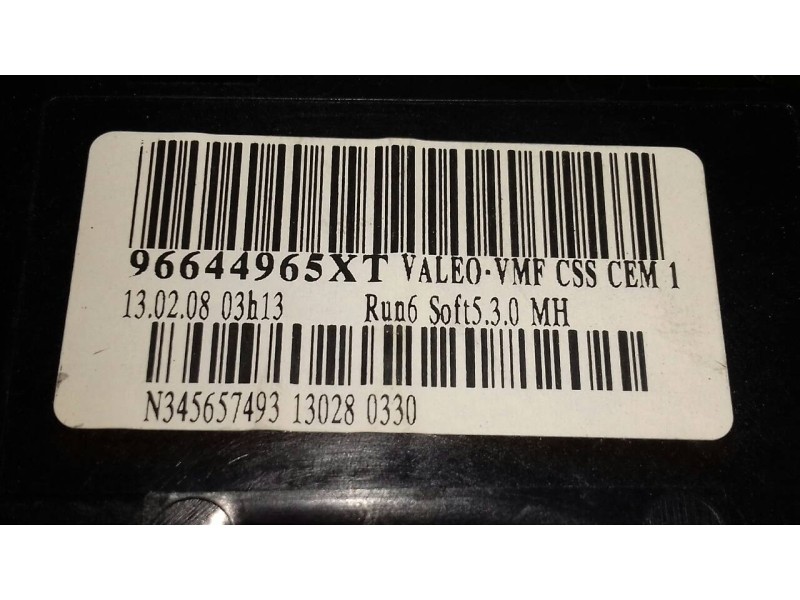 96644965XT VALEO-VMF CSS CEM 1
13.02.08 03h13 Run6 Soft5.3.0 MH
N345657493 13028 0330